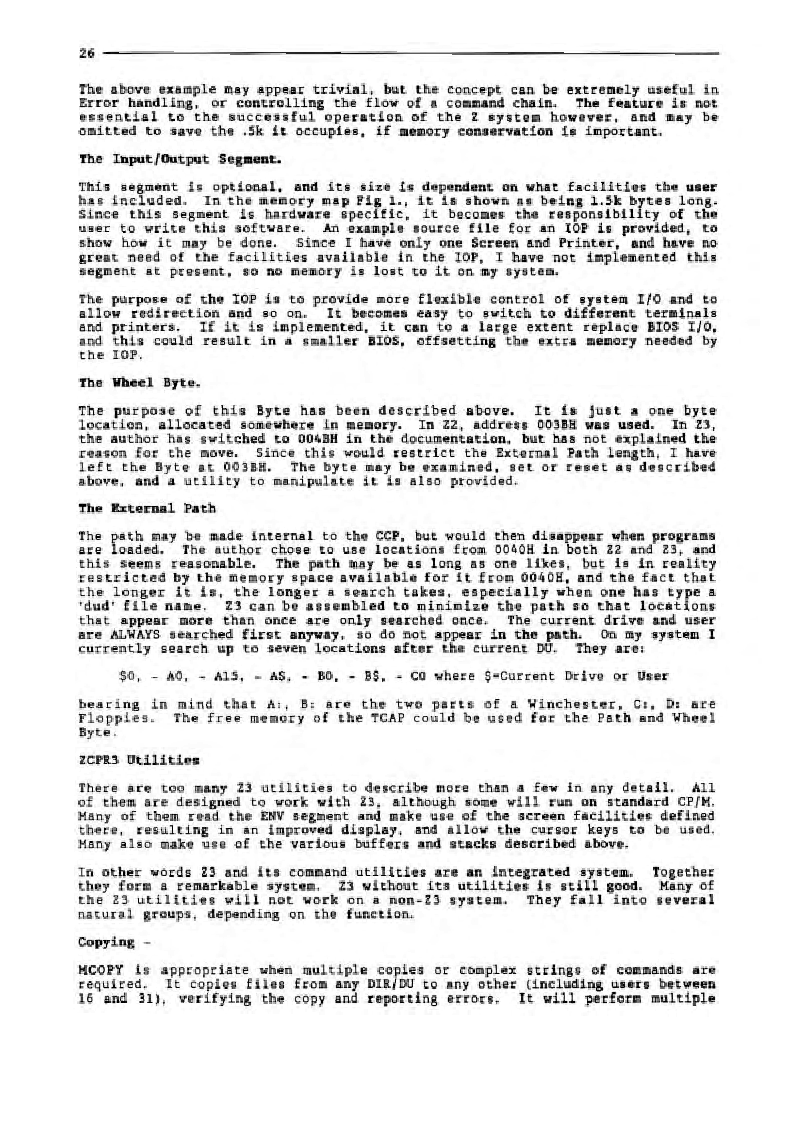 26
The above example may appear trivial, but the concept can be extremely useful in
Error handling, or controlling the flow of a command chain. The feature is not
essential to the successful operation of the Z system however, and may be
omitted to save the .5k it occupies, if memory conservation is important.
The Input/Output Segment.
This segment is optional, and its size is dependent on what facilities the user
has included. In the memory map Fig 1., it is shown as being 1.5k bytes long.
Since this segment is hardware specific, it becomes the responsibility of the
user to write this software. An example source file for an IOP is provided, to
show how it may be done. Since I have only one Screen and Printer, and have no
great need of the facilities available in the IOP, I have not implemented this
segment at present, so no memory is lost to it on my system.
The purpose of the IOP is to provide more flexible control of system I/O and to
allow redirection and so on. It becomes easy to switch to different terminals
and printers. If it is implemented, it can to a large extent replace BIOS I/O,
and this could result in a smaller BIOS, offsetting the extra memory needed by
the IOP.
The Wheel Byte.
The purpose of this Byte has been described above. It is just a one byte
location, allocated somewhere in memory. In Z2, address 003BH was used. In Z3,
the author has switched to 004BH in the documentation, but has not explained the
reason for the move. Since this would restrict the External Path length, I have
left the Byte at 003BH. The byte may be examined, set or reset as described
above, and a utility to manipulate it is also provided.
The External Path
The path may be made internal to the CCP, but would then disappear when programs
are loaded. The author chose to use locations from 0040H in both Z2 and Z3, and
this seems reasonable. The path may be as long as one likes, but is in reality
restricted by the memory space available for it from 0040H, and the fact that
the longer it is, the longer a search takes, especially when one has type a
'dud' file name. Z3 can be assembled to minimize the path so that locations
that appear more than once are only searched once. The current drive and user
are ALWAYS searched first anyway, so do not appear in the path. On my system I
currently search up to seven locations after the current DU. They are:
$0, - A0, - A15, - A$, - B0, - B$, - C0 where $=Current Drive or User
bearing in mind that A:, B: are the two parts of a Winchester, C:, D: are
Floppies. The free memory of the TCAP could be used for the Path and Wheel
Byte.
ZCPR3 Utilities
There are too many Z3 utilities to describe more than a few in any detail. All
of them are designed to work with Z3, although some will run on standard CP/M.
Many of them read the ENV segment and make use of the screen facilities defined
there, resulting in an improved display, and allow the cursor keys to be used.
Many also make use of the various buffers and stacks described above.
In other words Z3 and its command utilities are an integrated system. Together
they form a remarkable system. Z3 without its utilities is still good. Many of
the Z3 utilities will not work on a non-Z3 system. They fall into several
natural groups, depending on the function.
Copying -
MCOPY is appropriate when multiple copies or complex strings of commands are
required. It copies files from any DIR/DU to any other (including users between
16 and 31), verifying the copy and reporting errors. It will perform multiple